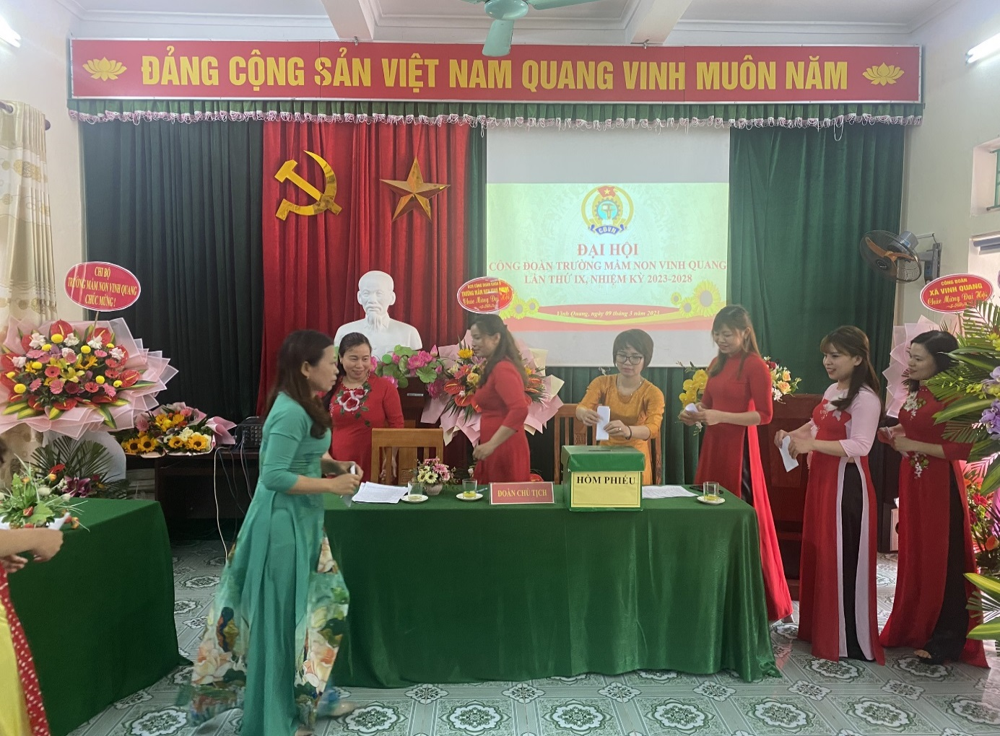 ĐẢNG CỘNG SẢN VIỆT NAM QUANG VINH MUÔN NĂM
CĐVN
ĐẠI HỘI
CÔNG ĐOÀN TRƯỜNG MẦM NON VINH QUANG
LẦN THỨ IX, NHIỆM KỲ 2023-2028
Vinh Quang, ngày 09 tháng 3 năm 2023
CHI BỘ
TRƯỜNG MẦM NON VINH QUANG
CHÚC MỪNG !
TRƯỜNG MẦM NON
Chúc Mừng Đại Hội
CÔNG ĐOÀN
XÃ VINH QUANG
Chúc Mừng Đại Hội
HÒM PHIẾU
ĐOÀN CHỦ TỊCH